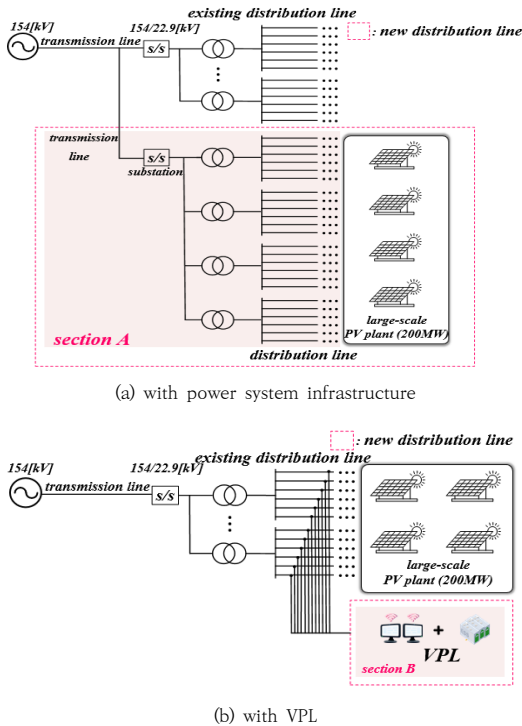 existing distribution line
: new distribution line
154[kV]
154/22.9[kV]
transmission line
s/s
transmission
line
s/s
substation
large-scale
PV plant (200MW)
section A
distribution line
(a) with power system infrastructure
: new distribution line
existing distribution line
154[kV]
154/22.9[kV]
transmission line
s/s
large-scale
PV plant (200MW)
+
VPL
section B
(b) with VPL